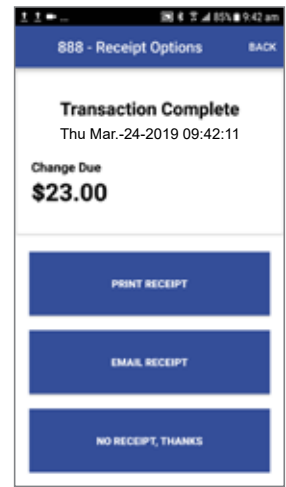 85% 9:42 am
888 - Receipt Options BACK
Transaction Complete
Thu Mar.-24-2019 09:42:11
Change Due
$23.00
PRINT RECEIPT
EMAIL RECEIPT
NO RECEIPT, THANKS